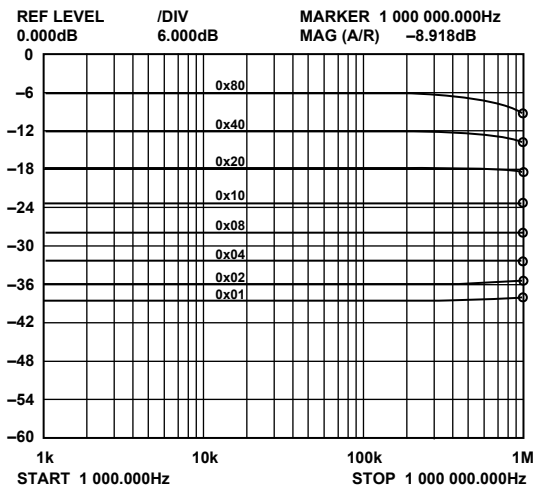 REF LEVEL /DIV MARKER 1 000 000.000Hz
0.000dB 6.000dB MAG (A/R) –8.918dB
0
–6
–12
–18
–24
–30
–36
–42
–48
–54
–60
0x80
0x40
0x20
0x10
0x08
0x04
0x02
0x01
1k 10k 100k 1M
START 1 000.000Hz STOP 1 000 000.000Hz